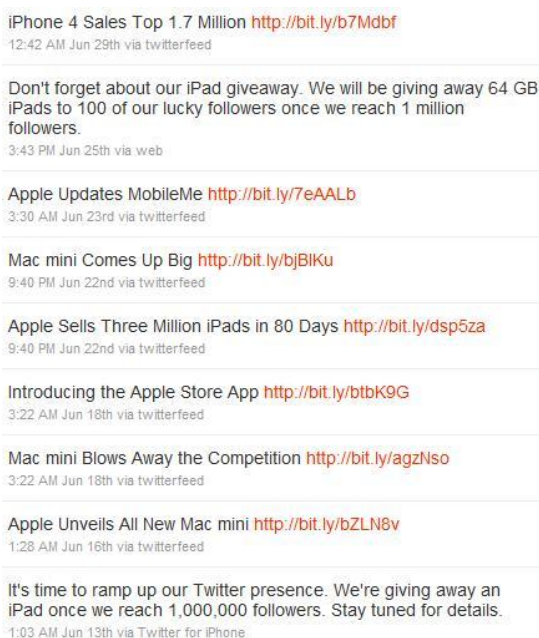 iPhone 4 Sales Top 1.7 Million http://bit.ly/b7Mdbf
12:42 AM Jun 29th via twitterfeed
Don't forget about our iPad giveaway. We will be giving away 64 GB
iPads to 100 of our lucky followers once we reach 1 million
followers.
3:43 PM Jun 25th via web
Apple Updates MobileMe http://bit.ly/7eAALb
3:30 AM Jun 23rd via twitterfeed
Mac mini Comes Up Big http://bit.ly/bjBlKu
9:40 PM Jun 22nd via twitterfeed
Apple Sells Three Million iPads in 80 Days http://bit.ly/dsp5za
9:40 PM Jun 22nd via twitterfeed
Introducing the Apple Store App http://bit.ly/btbK9G
3:22 AM Jun 18th via twitterfeed
Mac mini Blows Away the Competition http://bit.ly/agzNso
3:22 AM Jun 18th via twitterfeed
Apple Unveils All New Mac mini http://bit.ly/bZLN8v
1:28 AM Jun 16th via twitterfeed
It's time to ramp up our Twitter presence. We're giving away an
iPad once we reach 1,000,000 followers. Stay tuned for details.
1:03 AM Jun 13th via Twitter for iPhone